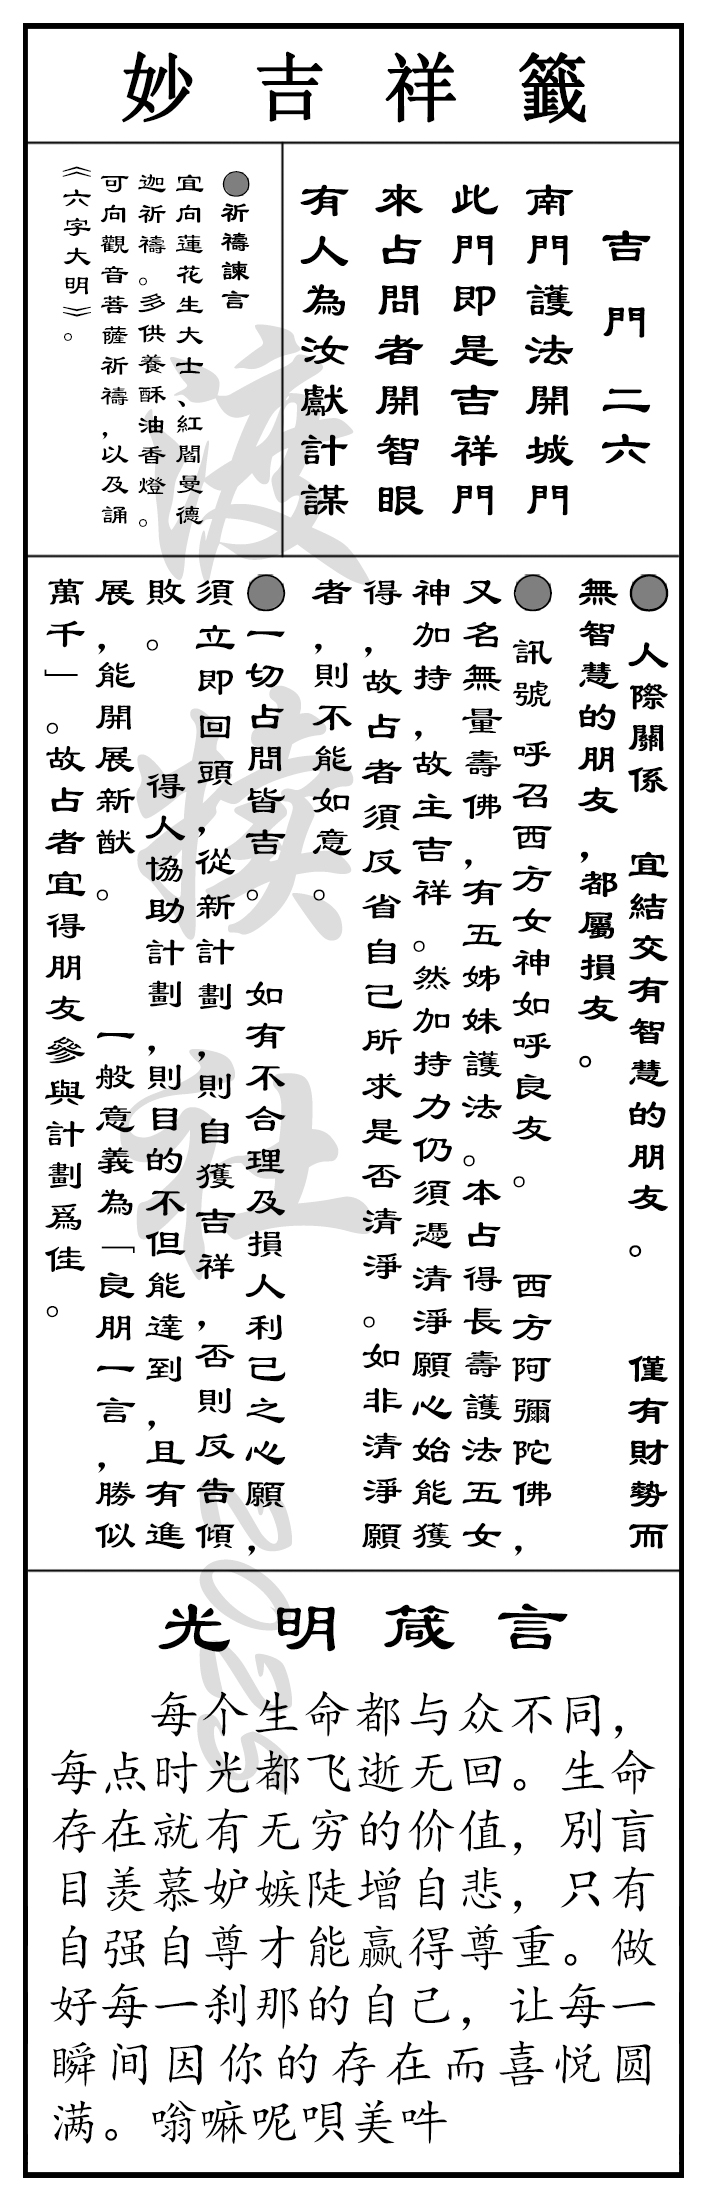 妙吉祥籤
吉門二六
南門護法開城門
此門即是吉祥門
來占問者開智眼
有人為汝獻計謀
●祈禱諫言
宜向蓮花生大士、紅閻曼德
迦祈禱。多供養酥油香燈。
可向觀音菩薩祈禱，以及誦
《六字大明》。
● 人際關係 宜結交有智慧的朋友。 僅有財勢而
無智慧的朋友，都屬損友。
● 訊號 呼召西方女神如呼良友。 西方阿彌陀佛，
又名無量壽佛，有五姊妹護法。本占得長壽護法五女
神加持，故主吉祥。然加持力仍須憑清淨願心始能獲
得，故占者須反省自己所求是否清淨。如非清淨願
者，則不能如意。
●一切占問皆吉。 如有不合理及損人利己之心願，
須立即回頭，從新計劃，則自獲吉祥，否則反告傾
敗。 得人協助計劃，則目的不但能達到，且有進
展，能開展新猷。 一般意義為「良朋一言，勝似
萬千」。故占者宜得朋友參與計劃爲佳。
渡犊社 2025
光明箴言
每个生命都与众不同，
每点时光都飞逝无回。生命
存在就有无穷的价值，別盲
目羡慕妒嫉陡增自悲，只有
自强自尊才能赢得尊重。做
好每一刹那的自己，让每一
瞬间因你的存在而喜悦圆
满。嗡嘛呢唄美吽